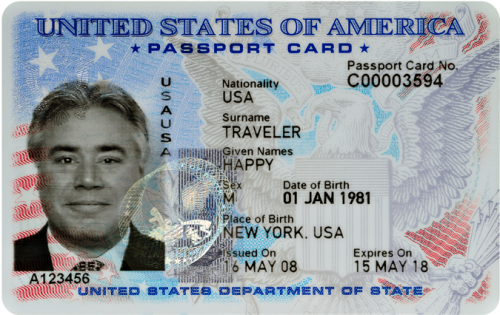 UNITED STATES OF AMERICA
★ PASSPORT CARD ★
Passport Card No.
C00003594
USAUSA
Nationality
USA
Surname
TRAVELER
Given Names
HAPPY
Sex Date of Birth
M 01 JAN 1981
Place of Birth
NEW YORK, USA
Issued On Expires On
16 MAY 08 15 MAY 18
A123456
UNITED STATES DEPARTMENT OF STATE